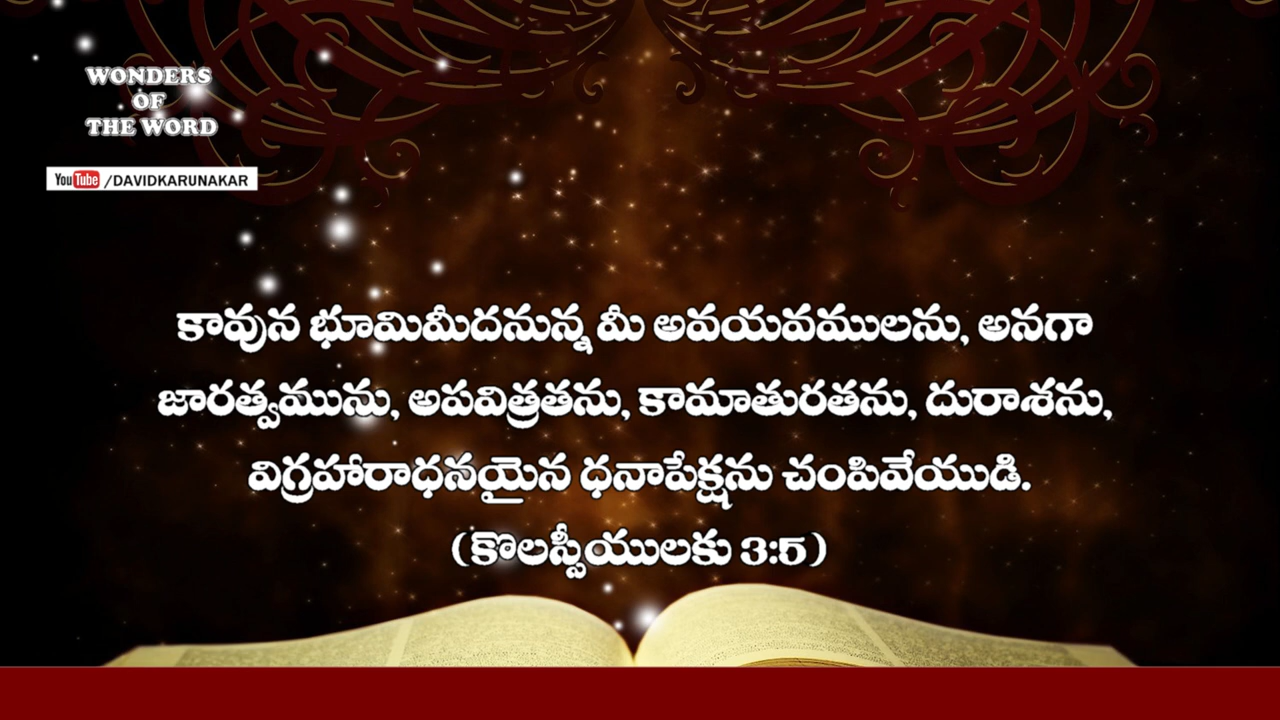 WONDERS
OF
THE WORD
YouTube /DAVIDKARUNAKAR
కావున భూమిమీదనున్న మీ అవయవములను, అనగా
జారత్వమును, అపవిత్రతను, కామాతురతను, దురాశను,
విగ్రహారాధనయైన ధనాపేక్షను చంపివేయుడి.
(కొలస్సీయులకు 3:5)